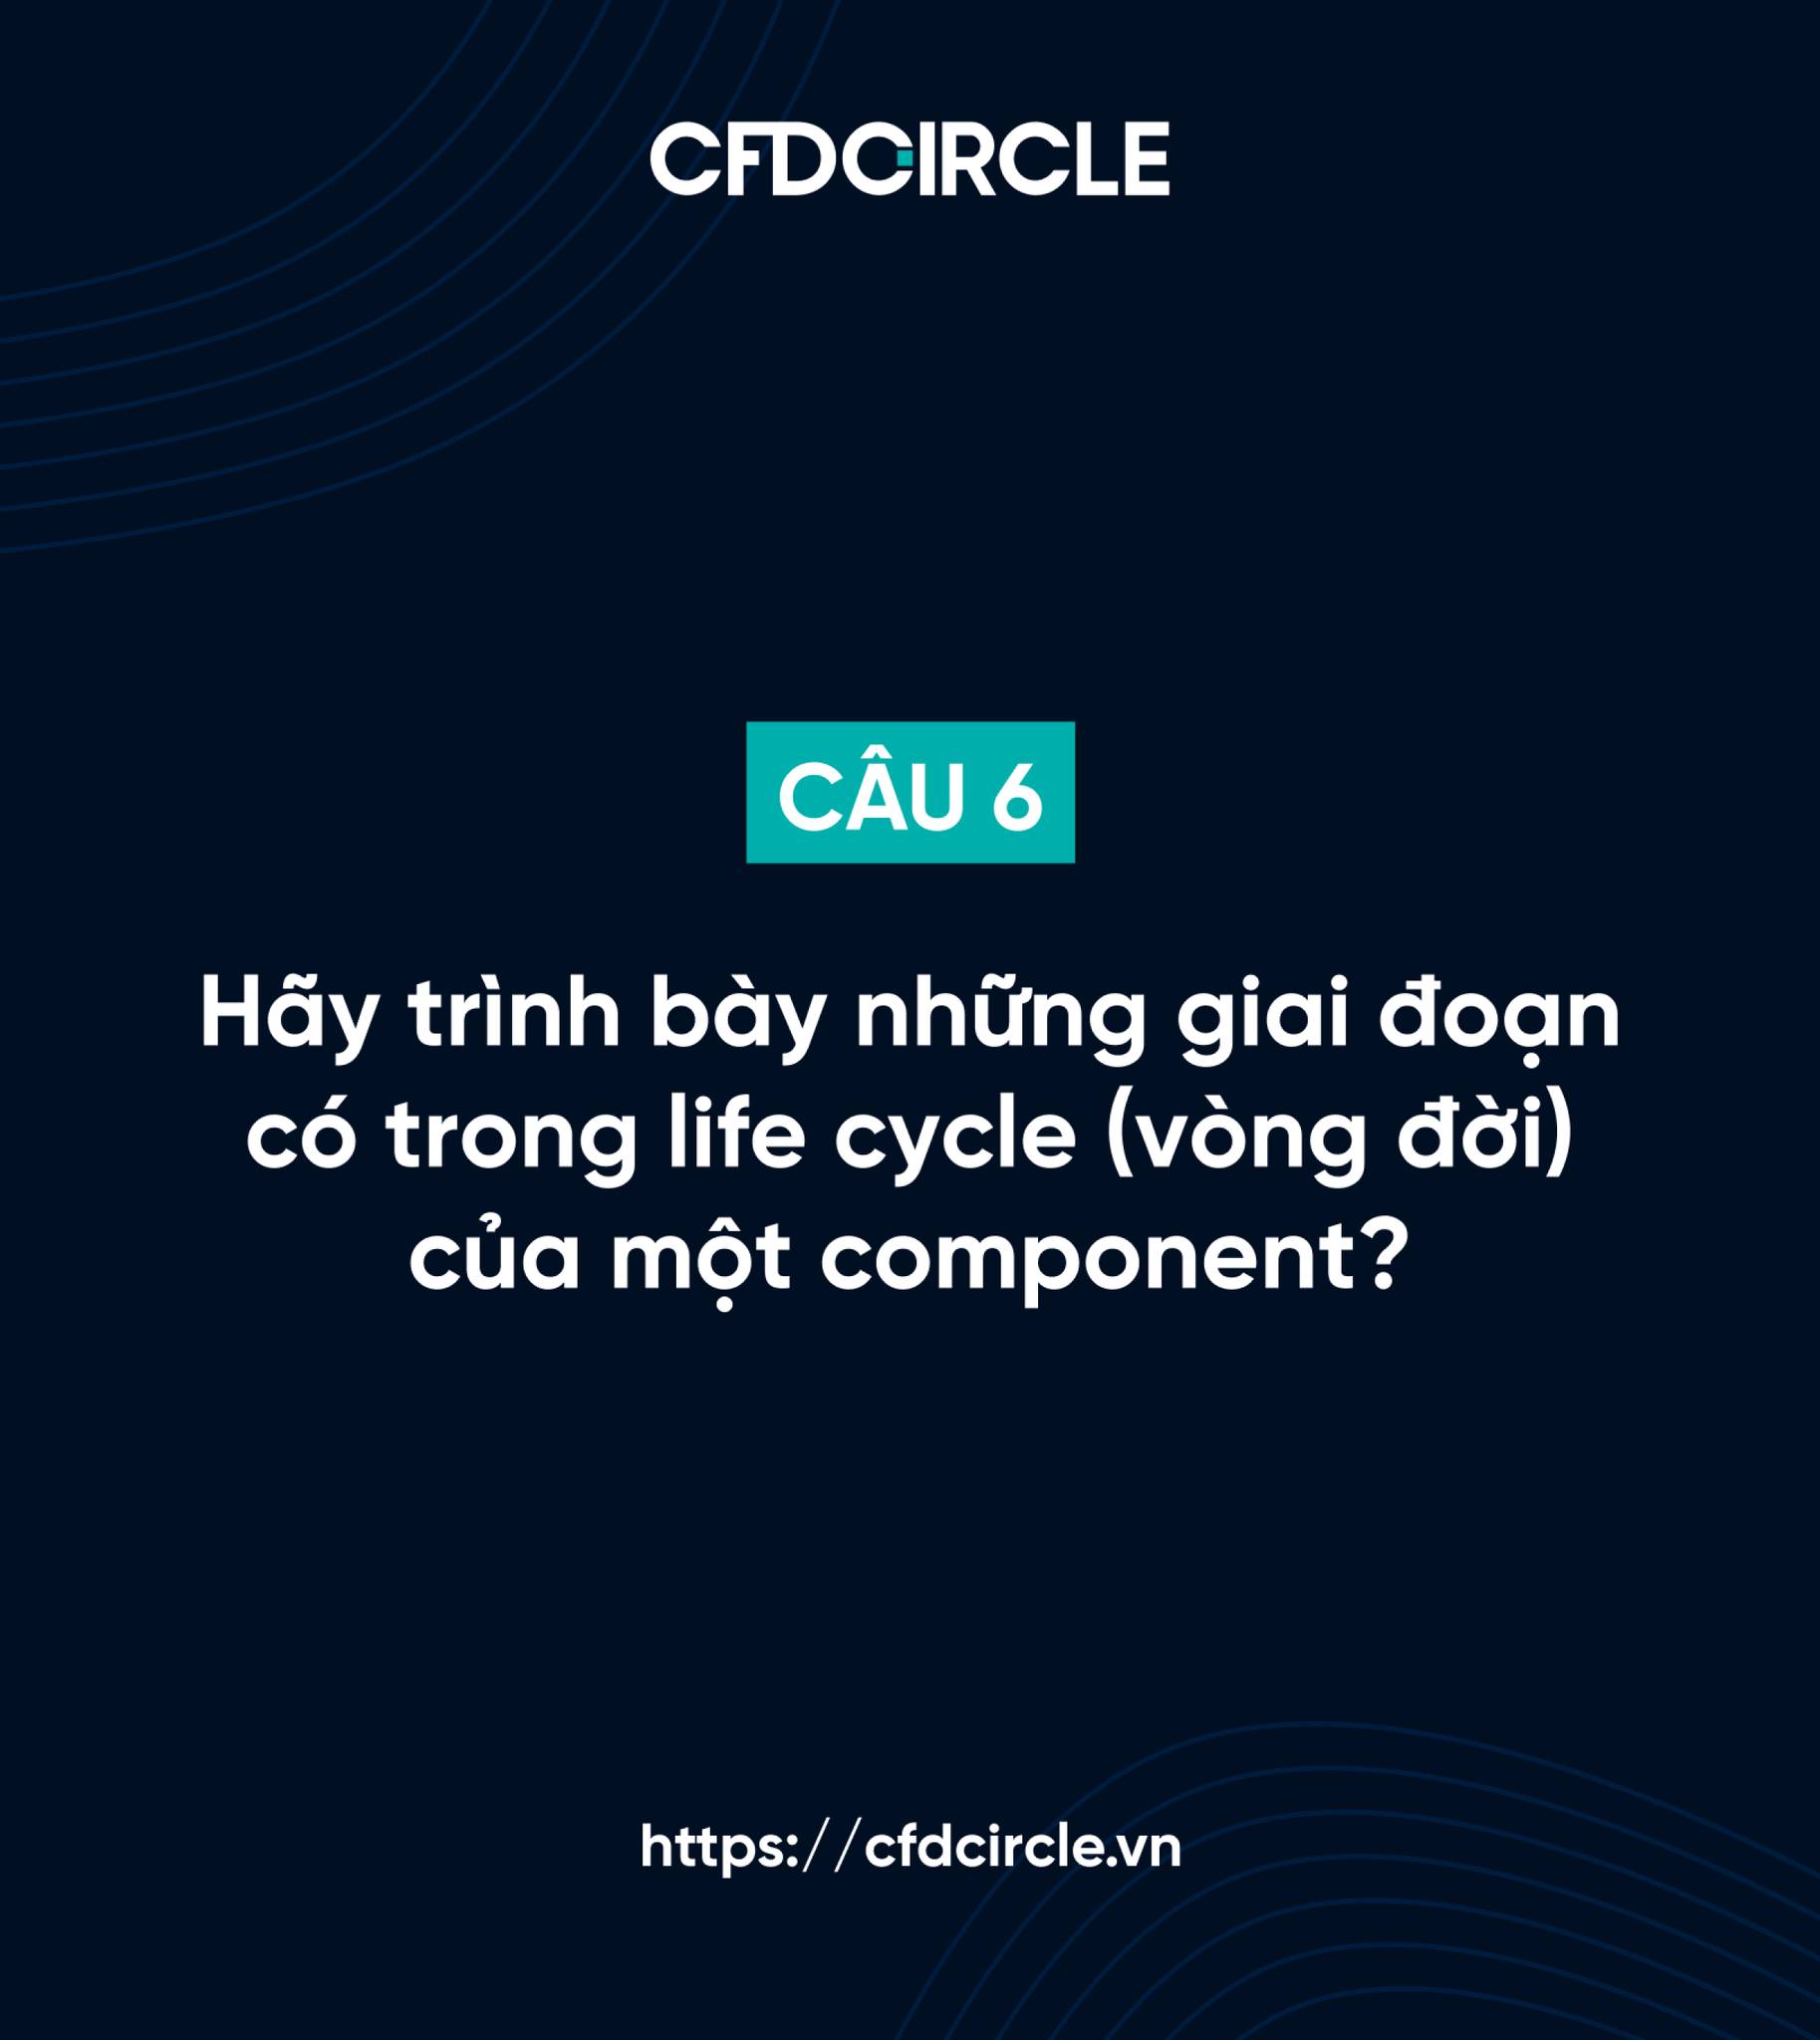 CFDCIRCLE
CÂU 6
Hãy trình bày những giai đoạn
có trong life cycle (vòng đời)
của một component?
https://cfdcircle.vn